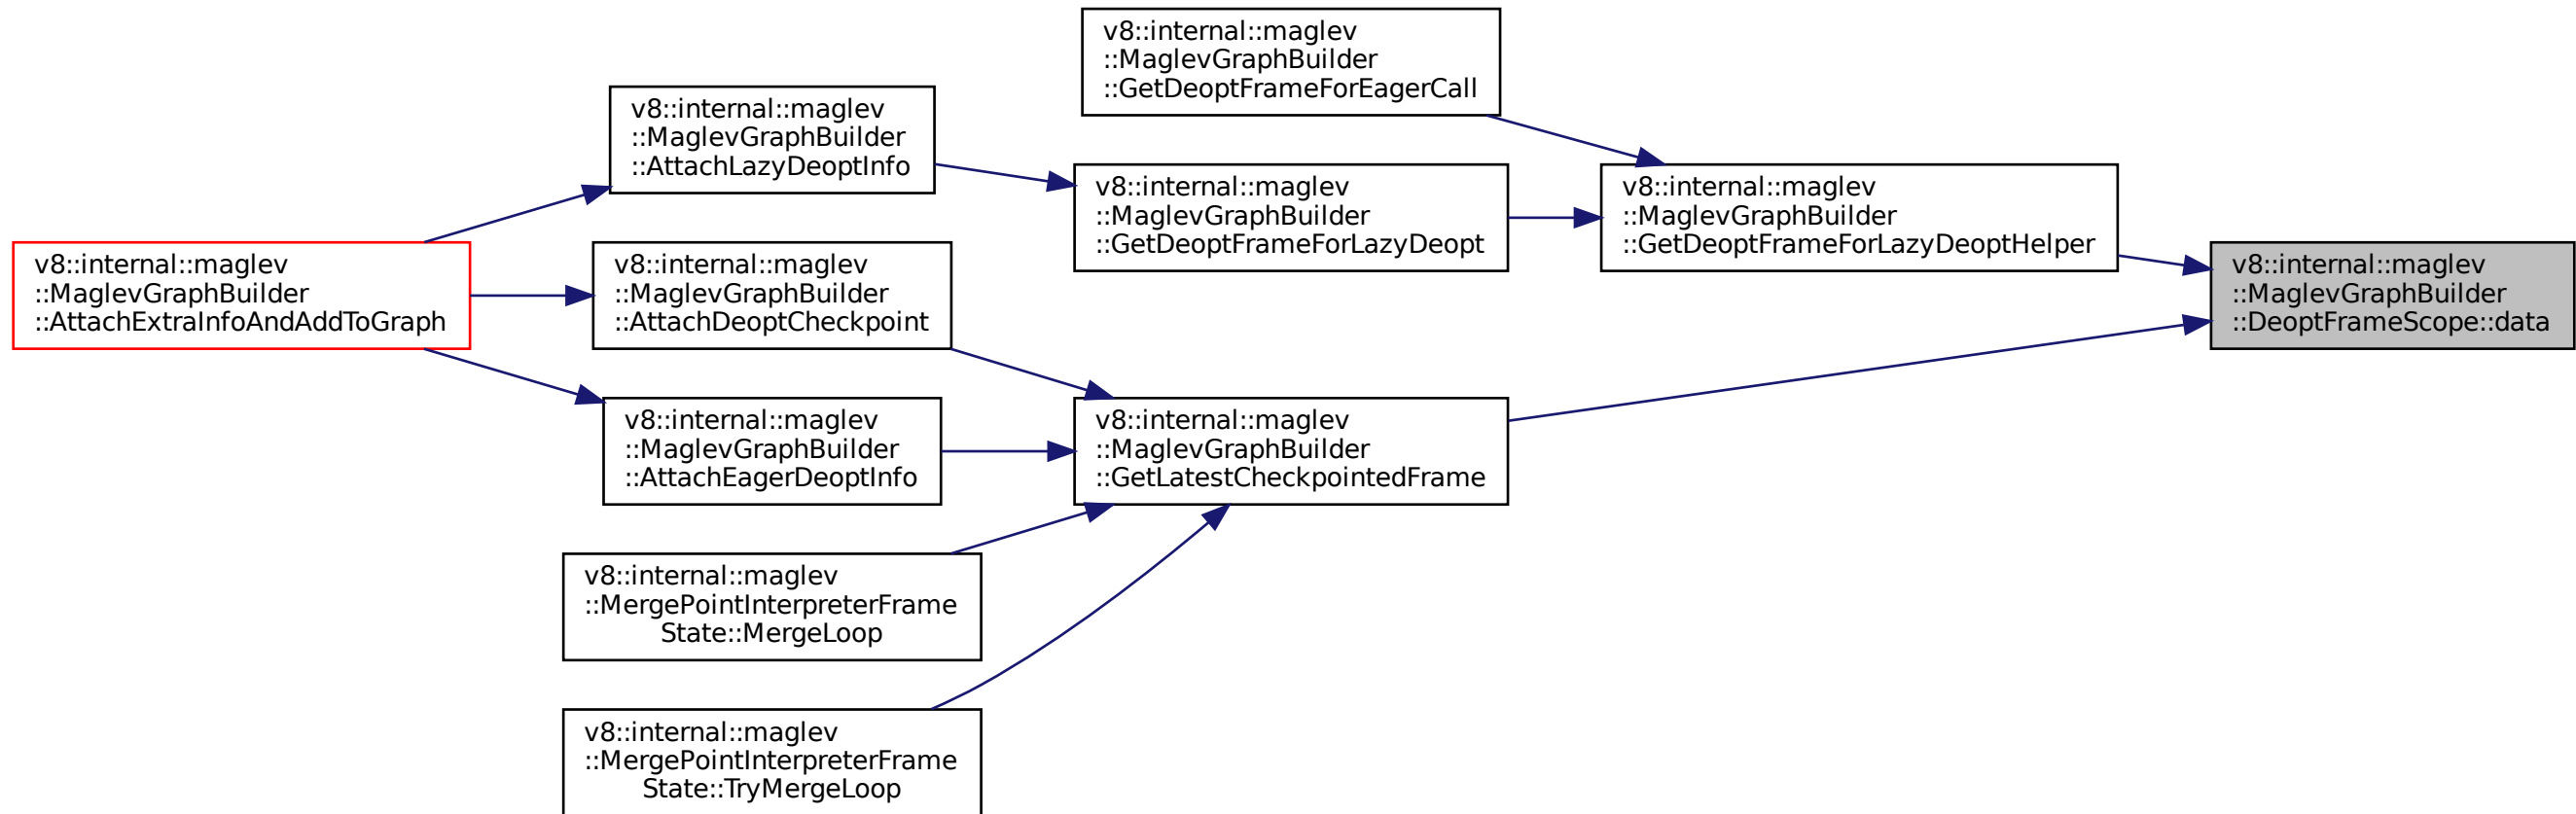 v8::internal::maglev
::MaglevGraphBuilder
::GetDeoptFrameForEagerCall
v8::internal::maglev
::MaglevGraphBuilder
::AttachLazyDeoptInfo
v8::internal::maglev
::MaglevGraphBuilder
::GetDeoptFrameForLazyDeopt
v8::internal::maglev
::MaglevGraphBuilder
::GetDeoptFrameForLazyDeoptHelper
v8::internal::maglev
::MaglevGraphBuilder
::AttachExtraInfoAndAddToGraph
v8::internal::maglev
::MaglevGraphBuilder
::AttachDeoptCheckpoint
v8::internal::maglev
::MaglevGraphBuilder
::DeoptFrameScope::data
v8::internal::maglev
::MaglevGraphBuilder
::AttachEagerDeoptInfo
v8::internal::maglev
::MaglevGraphBuilder
::GetLatestCheckpointedFrame
v8::internal::maglev
::MergePointInterpreterFrame
State::MergeLoop
v8::internal::maglev
::MergePointInterpreterFrame
State::TryMergeLoop